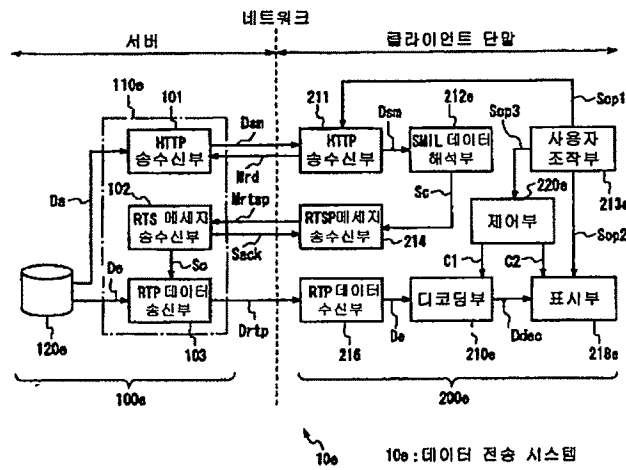 네트워크
서버
클라이언트 단말
110e
101
HTTP
송수신부
Dsm
Mrd
211
HTTP
송수신부
Dsm
212e
SMIL 데이터
해석부
Sop1
Sop3
사용자
조작부
213e
Da
102
RTS 메세지
송수신부
Mrtsp
Sack
RTSP메세지
송수신부
214
Sc
220e
제어부
Sop2
Sc
De
C1
C2
120e
RTP 데이터
송신부
103
Drtp
RTP 데이터
수신부
216
De
디코딩부
210e
Ddec
표시부
218e
100e
200e
10e
10e : 데이터 전송 시스템